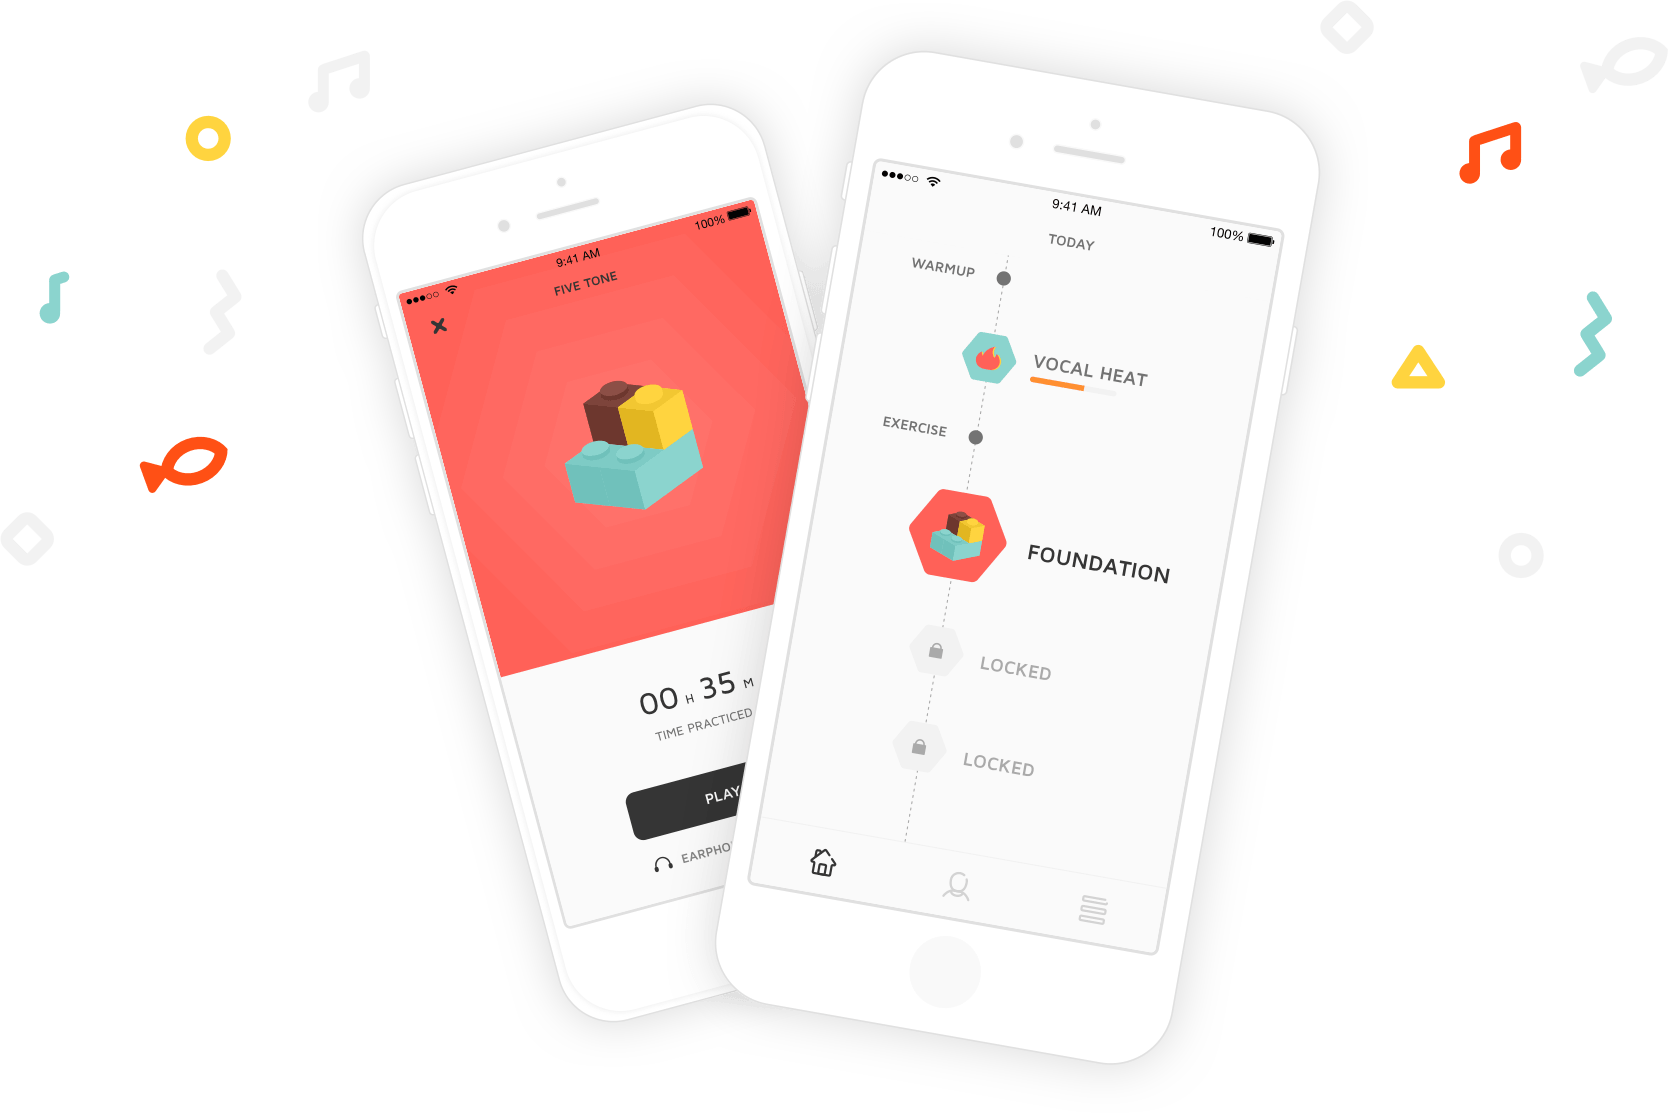 9:41 AM
100%
FIVE TONE
00 H 35 M
TIME PRACTICED
PLAY
9:41 AM
100%
TODAY
WARMUP
VOCAL HEAT
EXERCISE
FOUNDATION
LOCKED
LOCKED